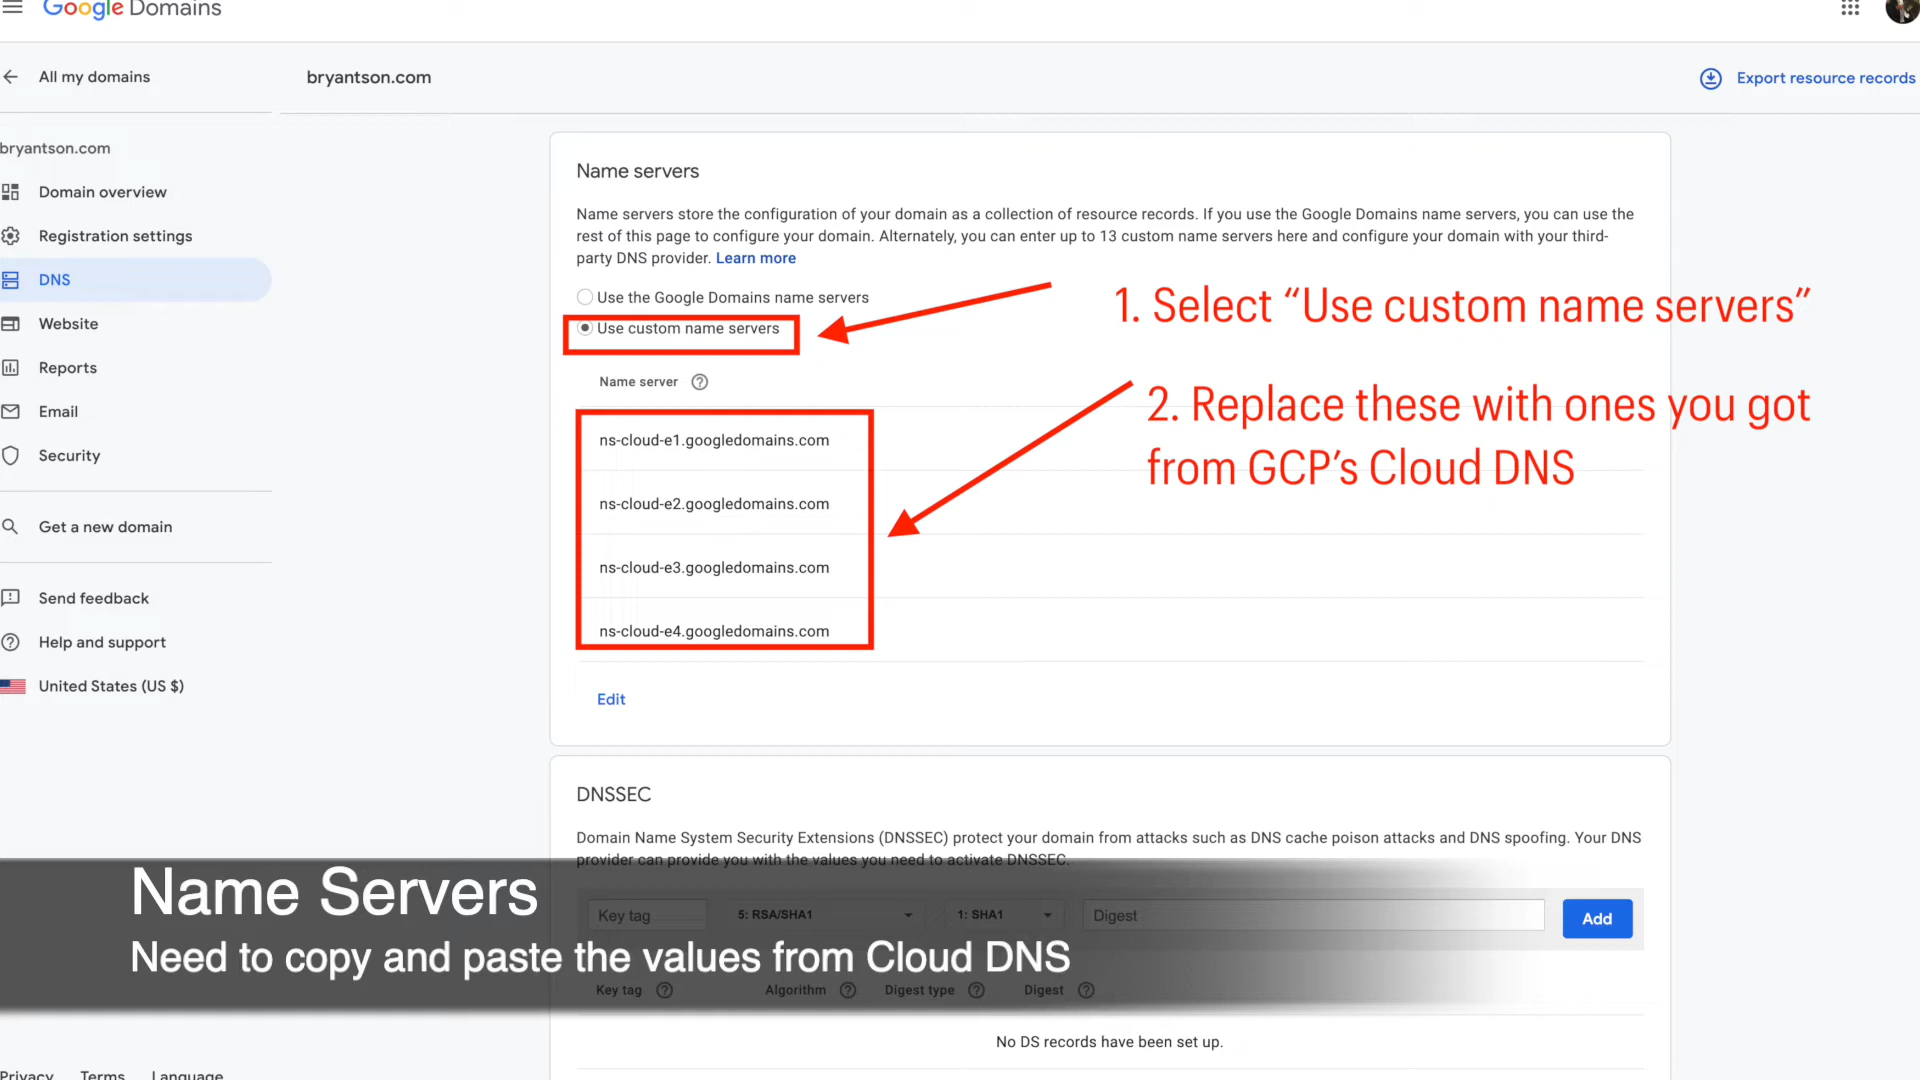 Google Domains
All my domains
bryantson.com
Export resource records
bryantson.com
Domain overview
Registration settings
DNS
Website
Reports
Email
Security
Get a new domain
Send feedback
Help and support
United States (US $)
Name servers
Name servers store the configuration of your domain as a collection of resource records. If you use the Google Domains name servers, you can use the
rest of this page to configure your domain. Alternately, you can enter up to 13 custom name servers here and configure your domain with your third-
party DNS provider. Learn more
Use the Google Domains name servers
Use custom name servers
1. Select “Use custom name servers”
Name server
2. Replace these with ones you got
from GCP’s Cloud DNS
ns-cloud-e1.googledomains.com
ns-cloud-e2.googledomains.com
ns-cloud-e3.googledomains.com
ns-cloud-e4.googledomains.com
Edit
DNSSEC
Domain Name System Security Extensions (DNSSEC) protect your domain from attacks such as DNS cache poison attacks and DNS spoofing. Your DNS
provider can provide you with the values you need to activate DNSSEC.
Name Servers
Need to copy and paste the values from Cloud DNS
Key tag
5: RSA/SHA1
1: SHA1
Digest
Add
Key tag
Algorithm
Digest type
Digest
No DS records have been set up.
Privacy
Terms
Language